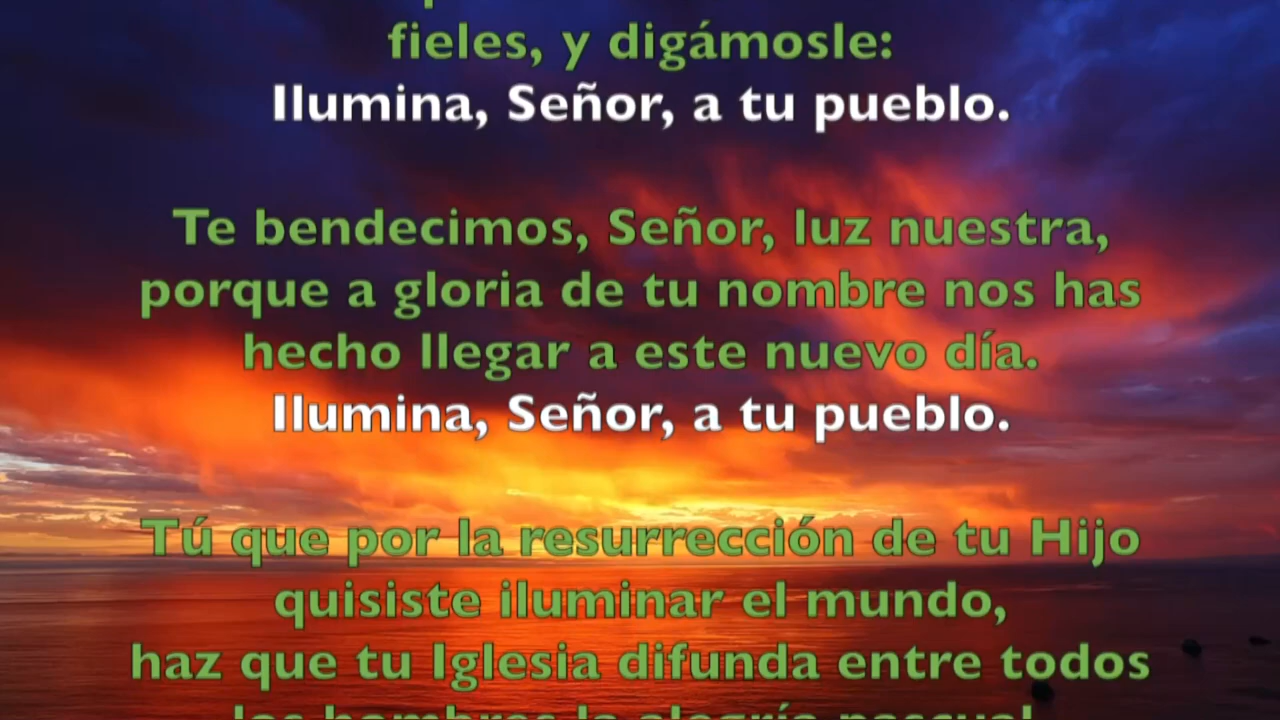 fieles, y digámosle:
Ilumina, Señor, a tu pueblo.
Te bendecimos, Señor, luz nuestra,
porque a gloria de tu nombre nos has
hecho llegar a este nuevo día.
Ilumina, Señor, a tu pueblo.
Tú que por la resurrección de tu Hijo
quisiste iluminar el mundo,
haz que tu Iglesia difunda entre todos
los hombres la alegría pascual